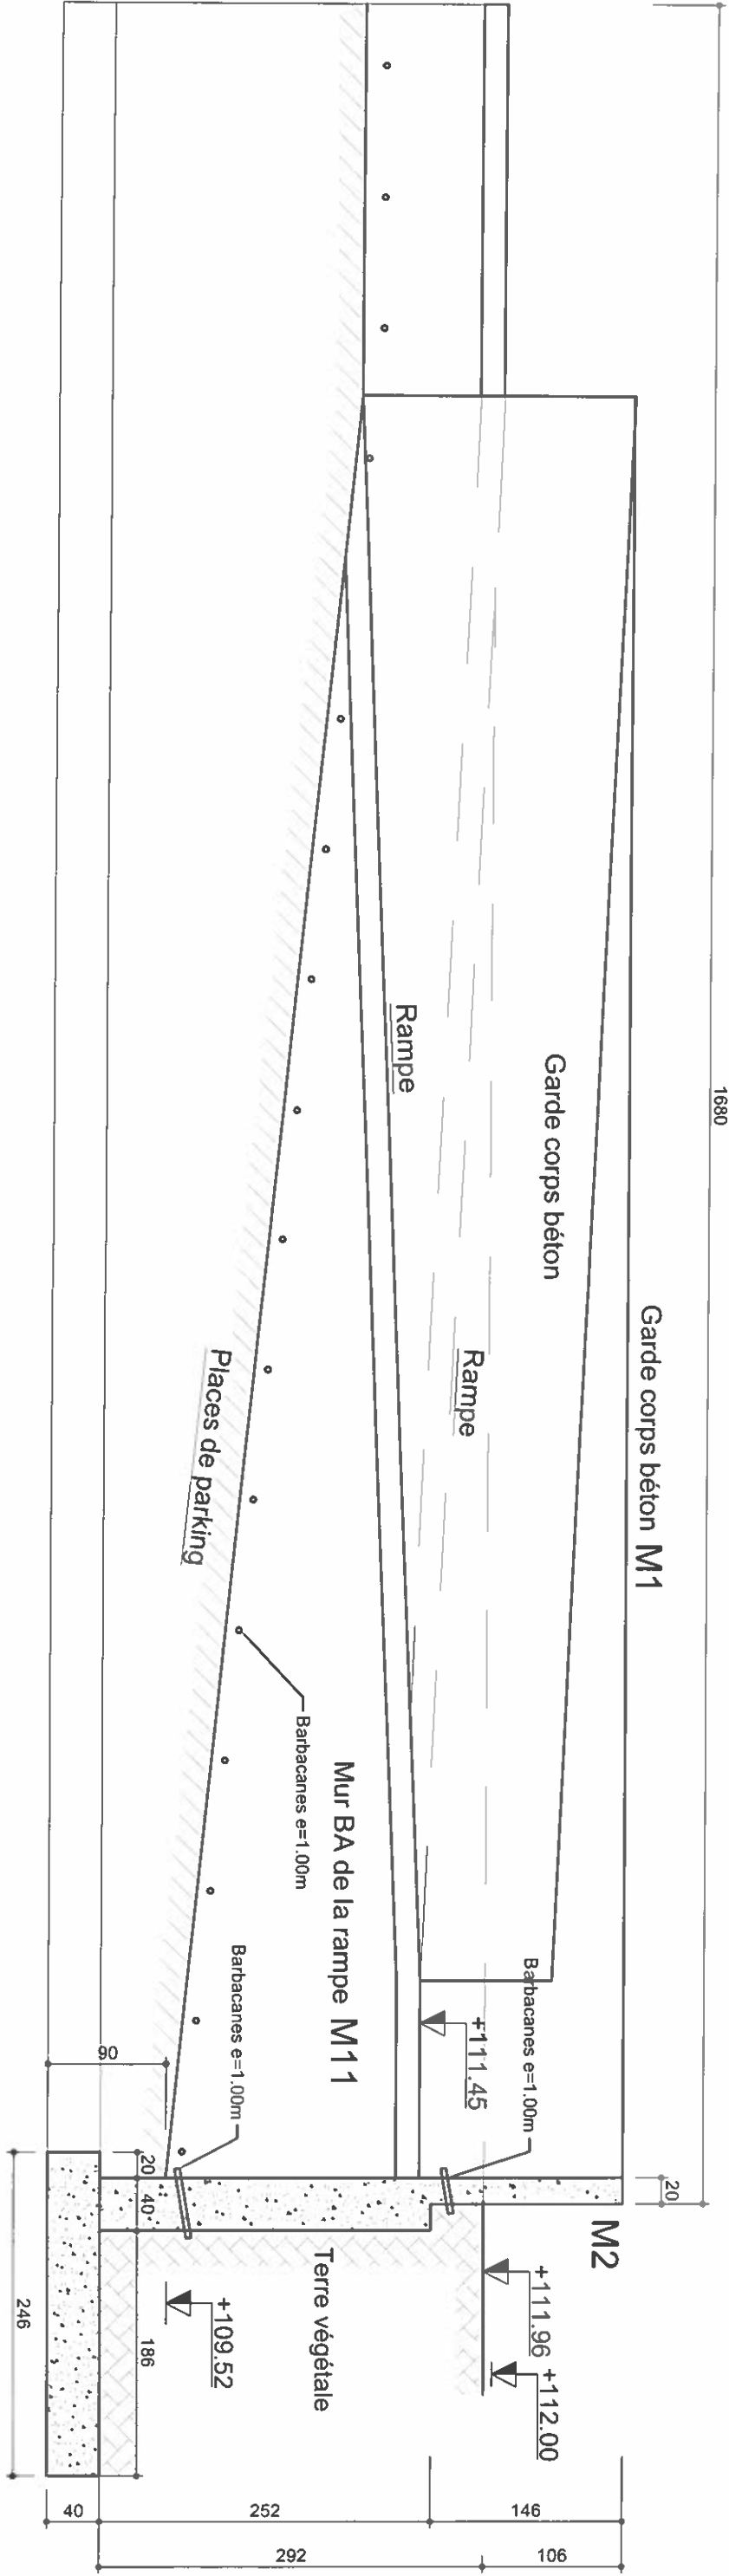 1680
Garde corps béton M1
Garde corps béton
Rampe
Rampe
Places de parking
Barbacanes e=1.00m
Mur BA de la rampe M11
Barbacanes e=1.00m
Barbacanes e=1.00m
+111.45
20
M2
+111.96
+112.00
Terre végétale
+109.52
90
20
40
186
246
40
252
146
292
106